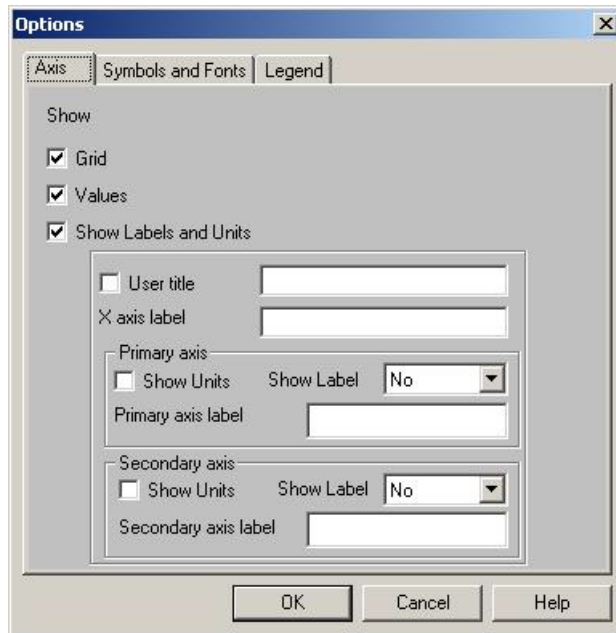 Options
Axis Symbols and Fonts Legend
Show
Grid
Values
Show Labels and Units
User title
X axis label
Primary axis
Show Units Show Label No
Primary axis label
Secondary axis
Show Units Show Label No
Secondary axis label
OK Cancel Help